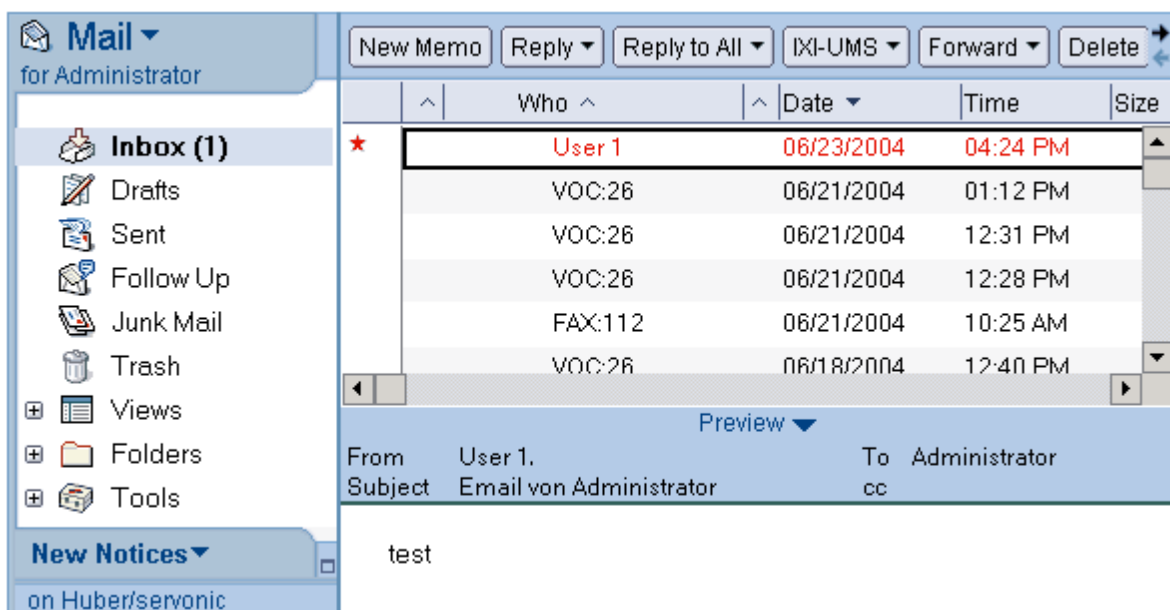 Mail
for Administrator
Inbox (1)
Drafts
Sent
Follow Up
Junk Mail
Trash
Views
Folders
Tools
New Notices
on Huber/servonic
New Memo Reply Reply to All IXI-UMS Forward Delete
Who Date Time Size
User 1 06/23/2004 04:24 PM
VOC:26 06/21/2004 01:12 PM
VOC:26 06/21/2004 12:31 PM
VOC:26 06/21/2004 12:28 PM
FAX:112 06/21/2004 10:25 AM
VOC:26 06/18/2004 12:40 PM
Preview
From User 1. To Administrator
Subject Email von Administrator cc
test